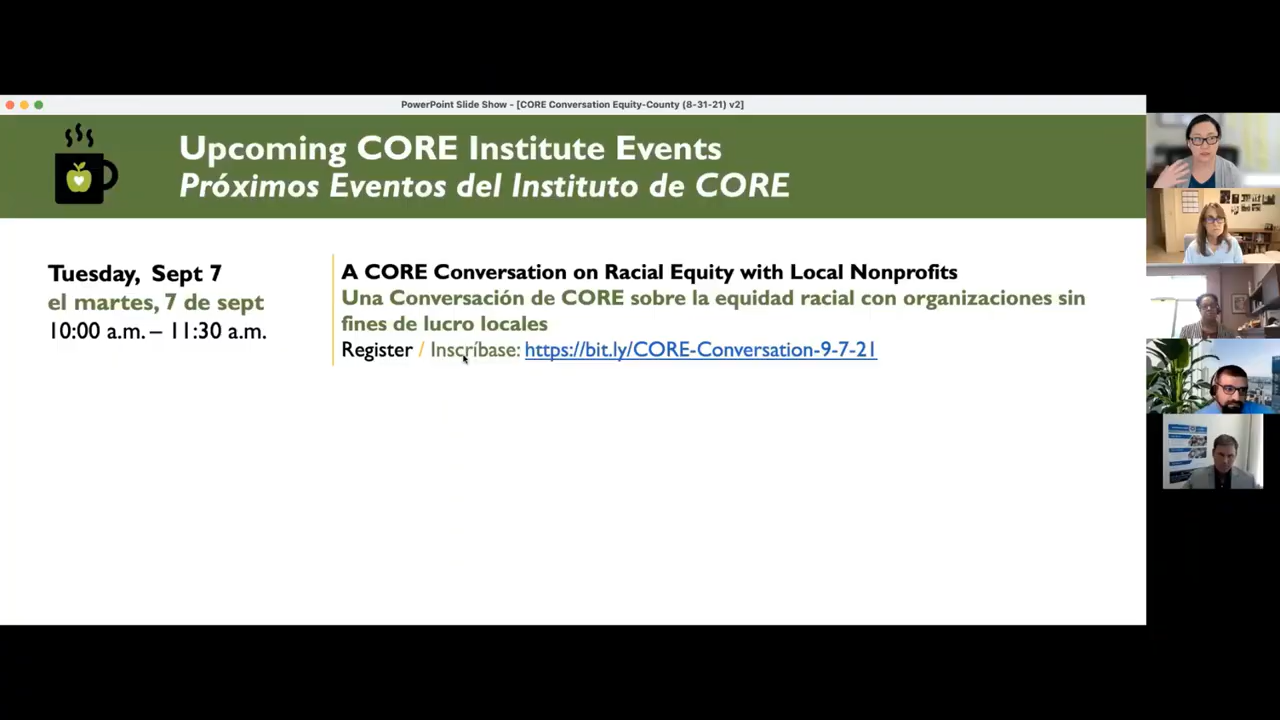 PowerPoint Slide Show - [CORE Conversation Equity-County (8-31-21) v2]
Upcoming CORE Institute Events
Próximos Eventos del Instituto de CORE
Tuesday, Sept 7
el martes, 7 de sept
10:00 a.m. – 11:30 a.m.
A CORE Conversation on Racial Equity with Local Nonprofits
Una Conversación de CORE sobre la equidad racial con organizaciones sin
fines de lucro locales
Register / Inscríbase: https://bit.ly/CORE-Conversation-9-7-21